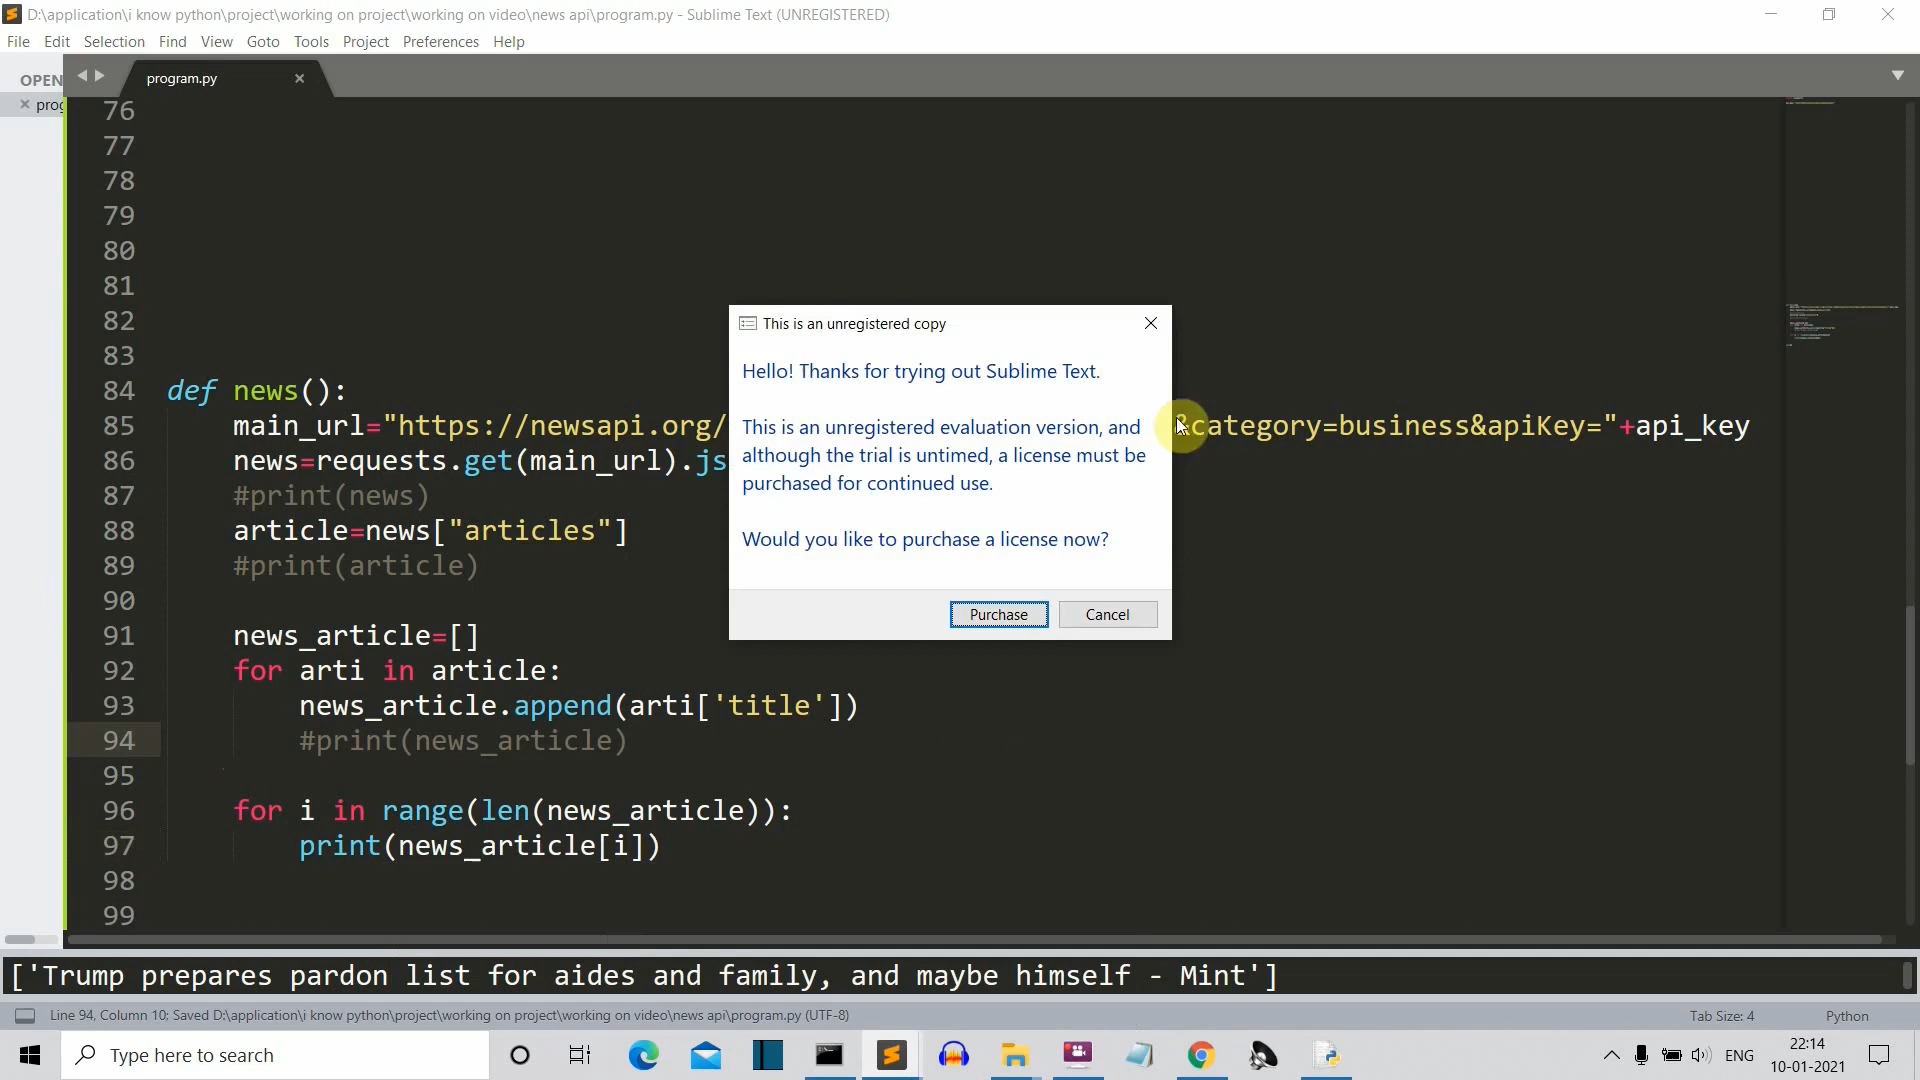 D:\application\i know python\project\working on project\working on video\news api\program.py - Sublime Text (UNREGISTERED)
File Edit Selection Find View Goto Tools Project Preferences Help
OPEN
program.py
prog
76
77
78
79
80
81
82
83
84 def news():
85 main_url="https://newsapi.org/ &category=business&apiKey="+api_key
86 news=requests.get(main_url).js
87 #print(news)
88 article=news["articles"]
89 #print(article)
90
91 news_article=[]
92 for arti in article:
93 news_article.append(arti['title'])
94 #print(news_article)
95
96 for i in range(len(news_article)):
97 print(news_article[i])
98
99
This is an unregistered copy
Hello! Thanks for trying out Sublime Text.
This is an unregistered evaluation version, and
although the trial is untimed, a license must be
purchased for continued use.
Would you like to purchase a license now?
Purchase Cancel
['Trump prepares pardon list for aides and family, and maybe himself - Mint']
Line 94, Column 10; Saved D:\application\i know python\project\working on project\working on video\news api\program.py (UTF-8) Tab Size: 4 Python
Type here to search
ENG
22:14
10-01-2021